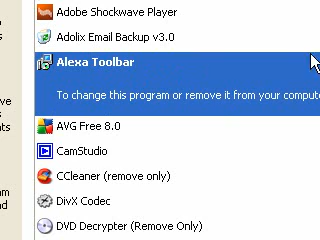 Adobe Shockwave Player
Adolix Email Backup v3.0
Alexa Toolbar
To change this program or remove it from your
AVG Free 8.0
CamStudio
CCleaner (remove only)
DivX Codec
DVD Decrypter (Remove Only)